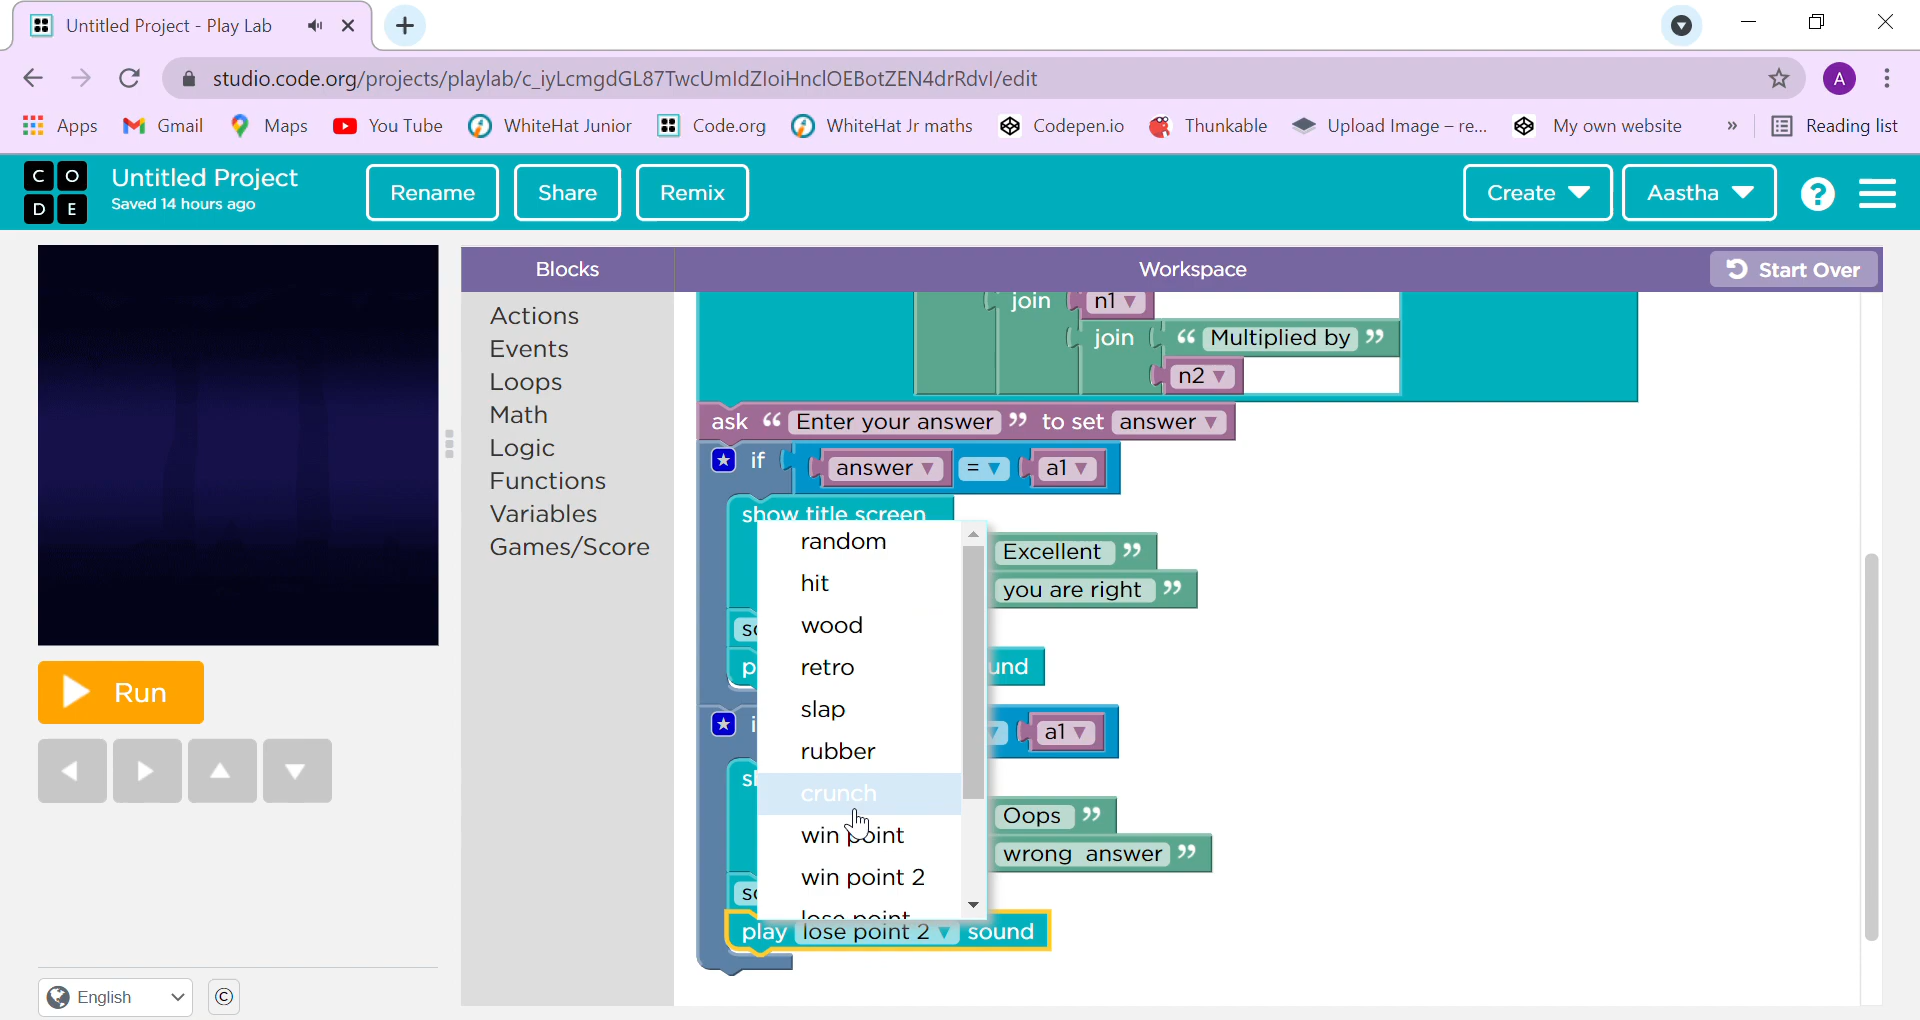 Untitled Project - Play Lab
studio.code.org/projects/playlab/c_iyLcmgdGL87TwcUmIdZIoiHnclOEBotZEN4drRdvI/edit
A
Apps Gmail Maps You Tube WhiteHat Junior Code.org WhiteHat Jr maths Codepen.io Thunkable Upload Image – re... My own website » Reading list
C O
D E
Untitled Project
Saved 14 hours ago
Rename Share Remix Create Aastha ?
Blocks Workspace Start Over
Actions
Events
Loops
Math
Logic
Functions
Variables
Games/Score
join n1
join “ Multiplied by ”
n2
ask “ Enter your answer ” to set answer
if answer = a1
show title screen
Excellent ”
you are right ”
a1
Oops ”
wrong answer ”
random
hit
wood
retro
slap
rubber
crunch
win point
win point 2
lose point
play lose point 2 sound
Run
English ©